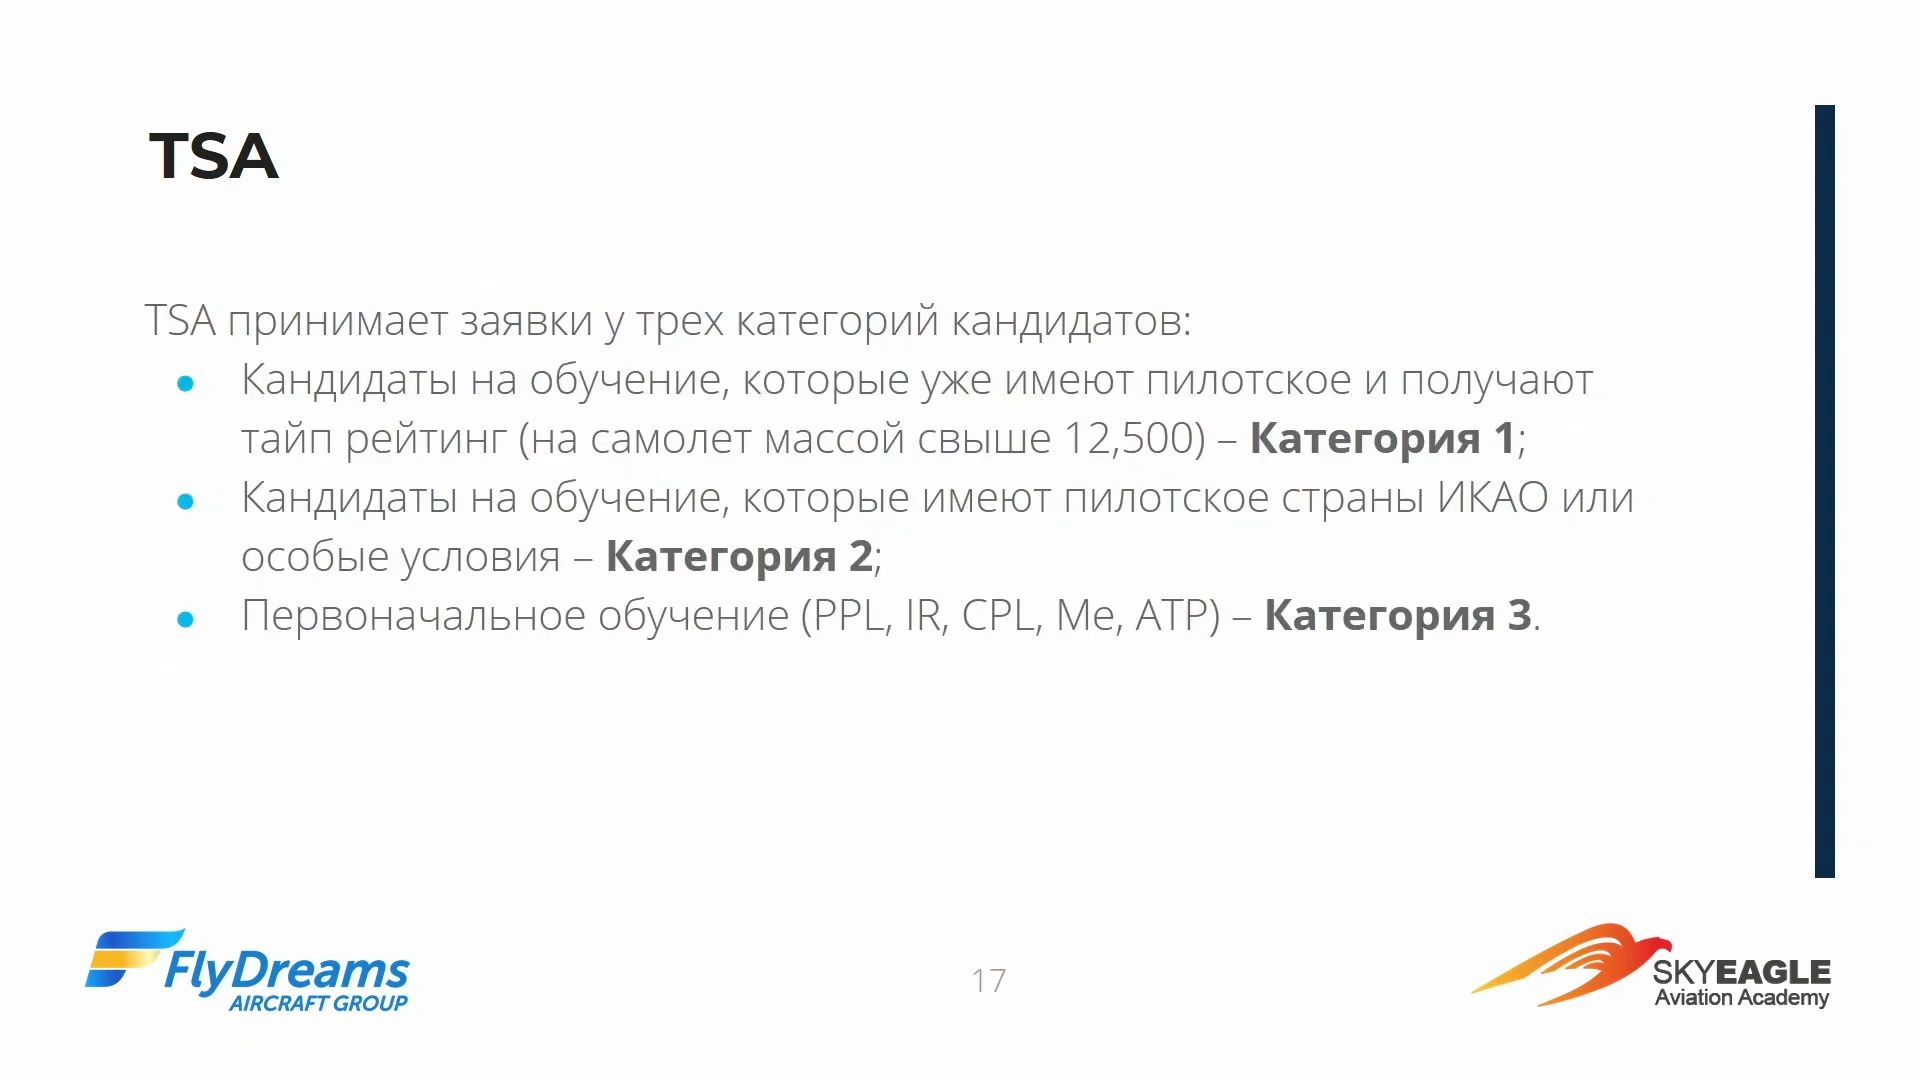 TSA
TSA принимает заявки у трех категорий кандидатов:
● Кандидаты на обучение, которые уже имеют пилотское и получают
тайп рейтинг (на самолет массой свыше 12,500) – Категория 1;
● Кандидаты на обучение, которые имеют пилотское страны ИКАО или
особые условия – Категория 2;
● Первоначальное обучение (PPL, IR, CPL, Me, ATP) – Категория 3.
FlyDreams
AIRCRAFT GROUP
17
SKYEAGLE
Aviation Academy